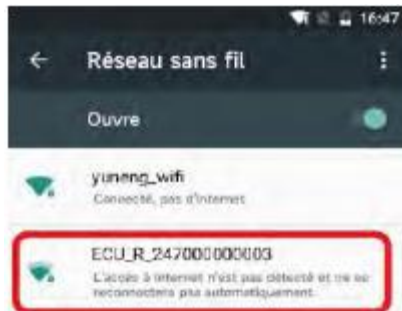 16:47
Réseau sans fil
Ouvre
yuneng_wifi
Connecté, pas d'Internet
ECU_R_247000000003
L'accès à Internet n'est pas détecté et ne se
reconnectera pas automatiquement.